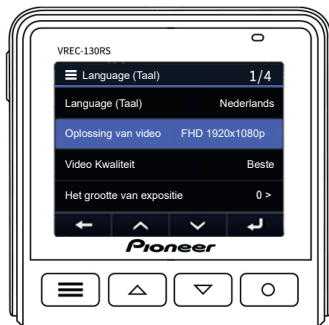 VREC-130RS
Language (Taal) 1/4
Language (Taal) Nederlands
Oplossing van video FHD 1920x1080p
Video Kwaliteit Beste
Het grootte van expositie 0 >
Pioneer